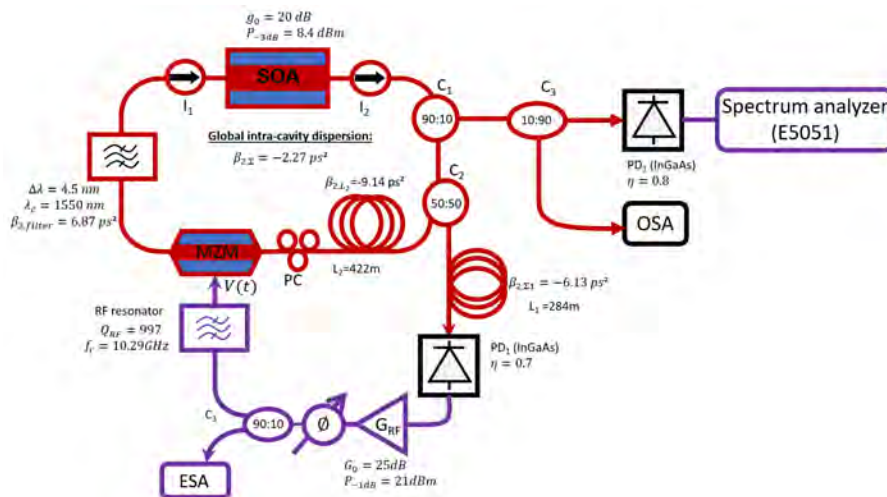 g₀ = 20 dB
P₋₃dB = 8.4 dBm
SOA
I₁
I₂
C₁
90:10
C₃
10:90
Spectrum analyzer
(E5051)
PD₁ (InGaAs)
η = 0.8
Global intra-cavity dispersion:
β₂,Σ = −2.27 ps²
C₂
50:50
OSA
Δλ = 4.5 nm
λc = 1550 nm
β₂,filter = 6.87 ps²
β₂,L₂=-9.14 ps²
MZM
PC
L₂=422m
V(t)
β₂,Σ₁ = −6.13 ps²
L₁ =284m
RF resonator
Q_RF = 997
fᵣ = 10.29GHz
PD₁ (InGaAs)
η = 0.7
C₃
90:10
Ø
G_RF
ESA
G₀ = 25dB
P₋₁dB = 21dBm